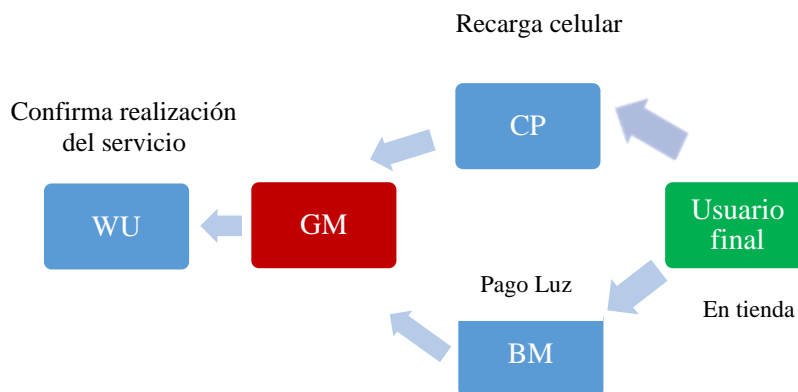 Recarga celular
Confirma realización
del servicio
CP
WU
GM
Usuario
final
Pago Luz
En tienda
BM